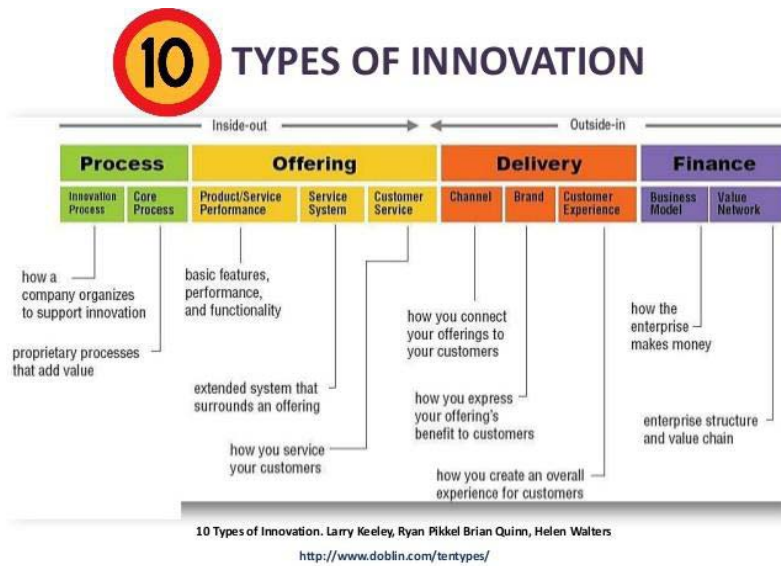 10 TYPES OF INNOVATION
Inside-out
Outside-in
Process
Offering
Delivery
Finance
Innovation
Process
Core
Process
Product/Service
Performance
Service
System
Customer
Service
Channel
Brand
Customer
Experience
Business
Model
Value
Network
how a
company organizes
to support innovation
proprietary processes
that add value
basic features,
performance,
and functionality
extended system that
surrounds an offering
how you service
your customers
how you connect
your offerings to
your customers
how you express
your offering's
benefit to customers
how you create an overall
experience for customers
how the
enterprise
makes money
enterprise structure
and value chain
10 Types of Innovation. Larry Keeley, Ryan Pikkel Brian Quinn, Helen Walters
http://www.doblin.com/tentypes/